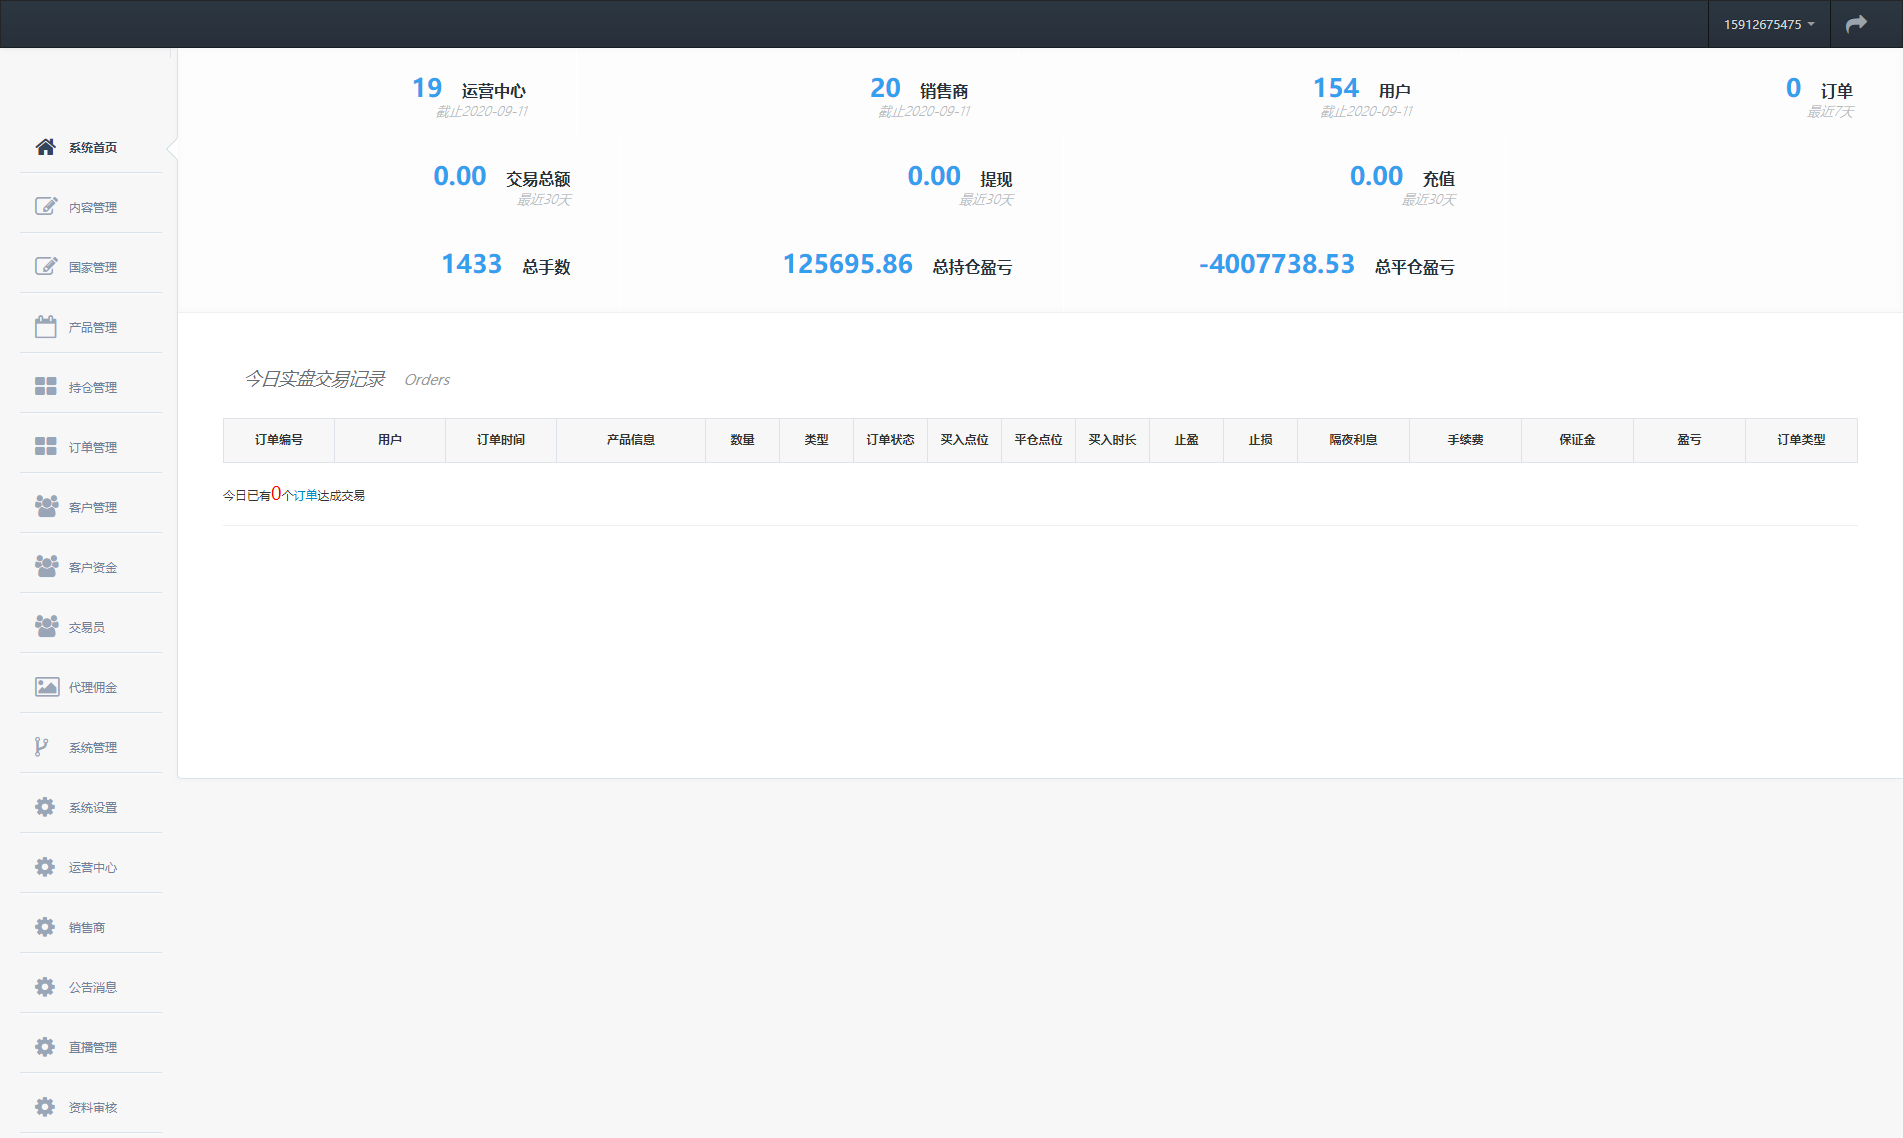 15912675475
系统首页
内容管理
国家管理
产品管理
持仓管理
订单管理
客户管理
客户资金
交易员
代理佣金
系统管理
系统设置
运营中心
销售商
公告消息
直播管理
资料审核
19 运营中心
截止2020-09-11
20 销售商
截止2020-09-11
154 用户
截止2020-09-11
0 订单
最近7天
0.00 交易总额
最近30天
0.00 提现
最近30天
0.00 充值
最近30天
1433 总手数
125695.86 总持仓盈亏
-4007738.53 总平仓盈亏
今日实盘交易记录 Orders
订单编号 用户 订单时间 产品信息 数量 类型 订单状态 买入点位 平仓点位 买入时长 止盈 止损 隔夜利息 手续费 保证金 盈亏 订单类型
今日已有0个订单达成交易